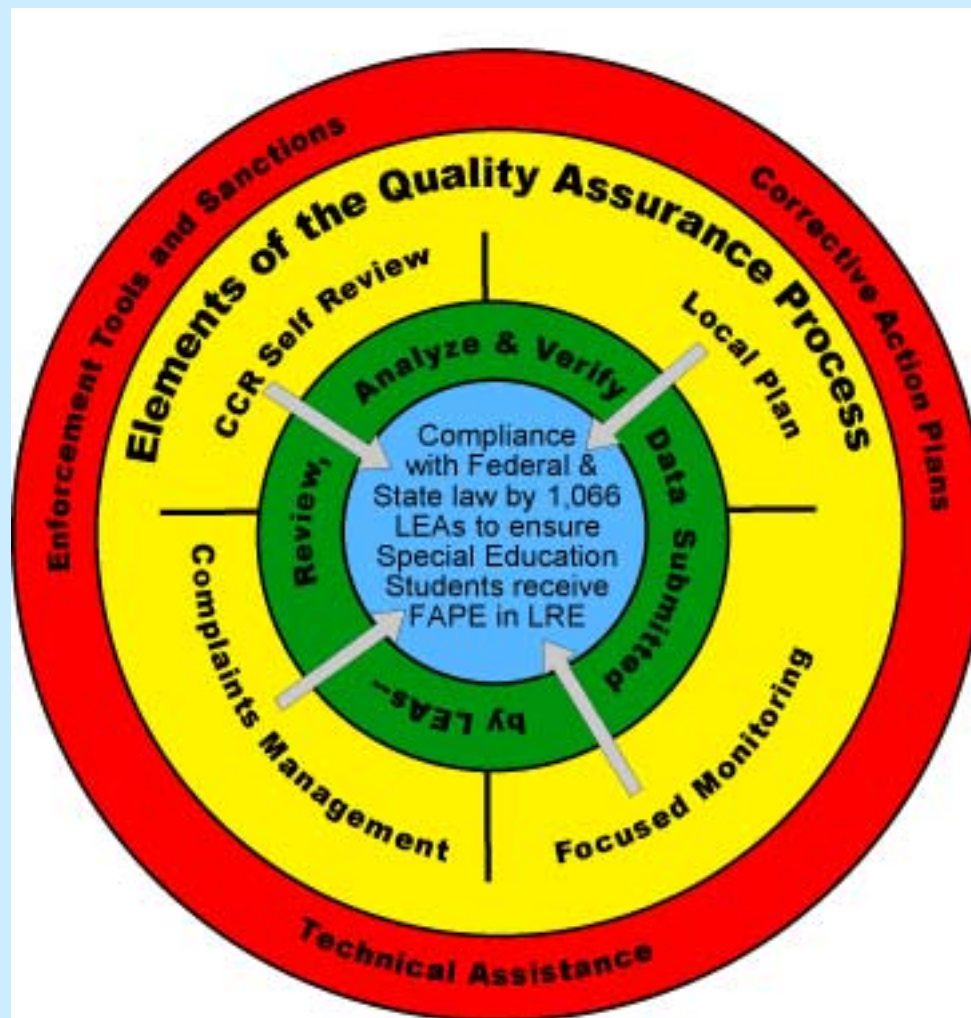 Enforcement Tools and Sanctions
Corrective Action Plans
Technical Assistance
Elements of the Quality Assurance Process
CCR Self Review
Local Plan
Complaints Management
Focused Monitoring
Review, Analyze & Verify Data Submitted by LEAs--
Compliance
with Federal &
State law by 1,066
LEAs to ensure
Special Education
Students receive
FAPE in LRE